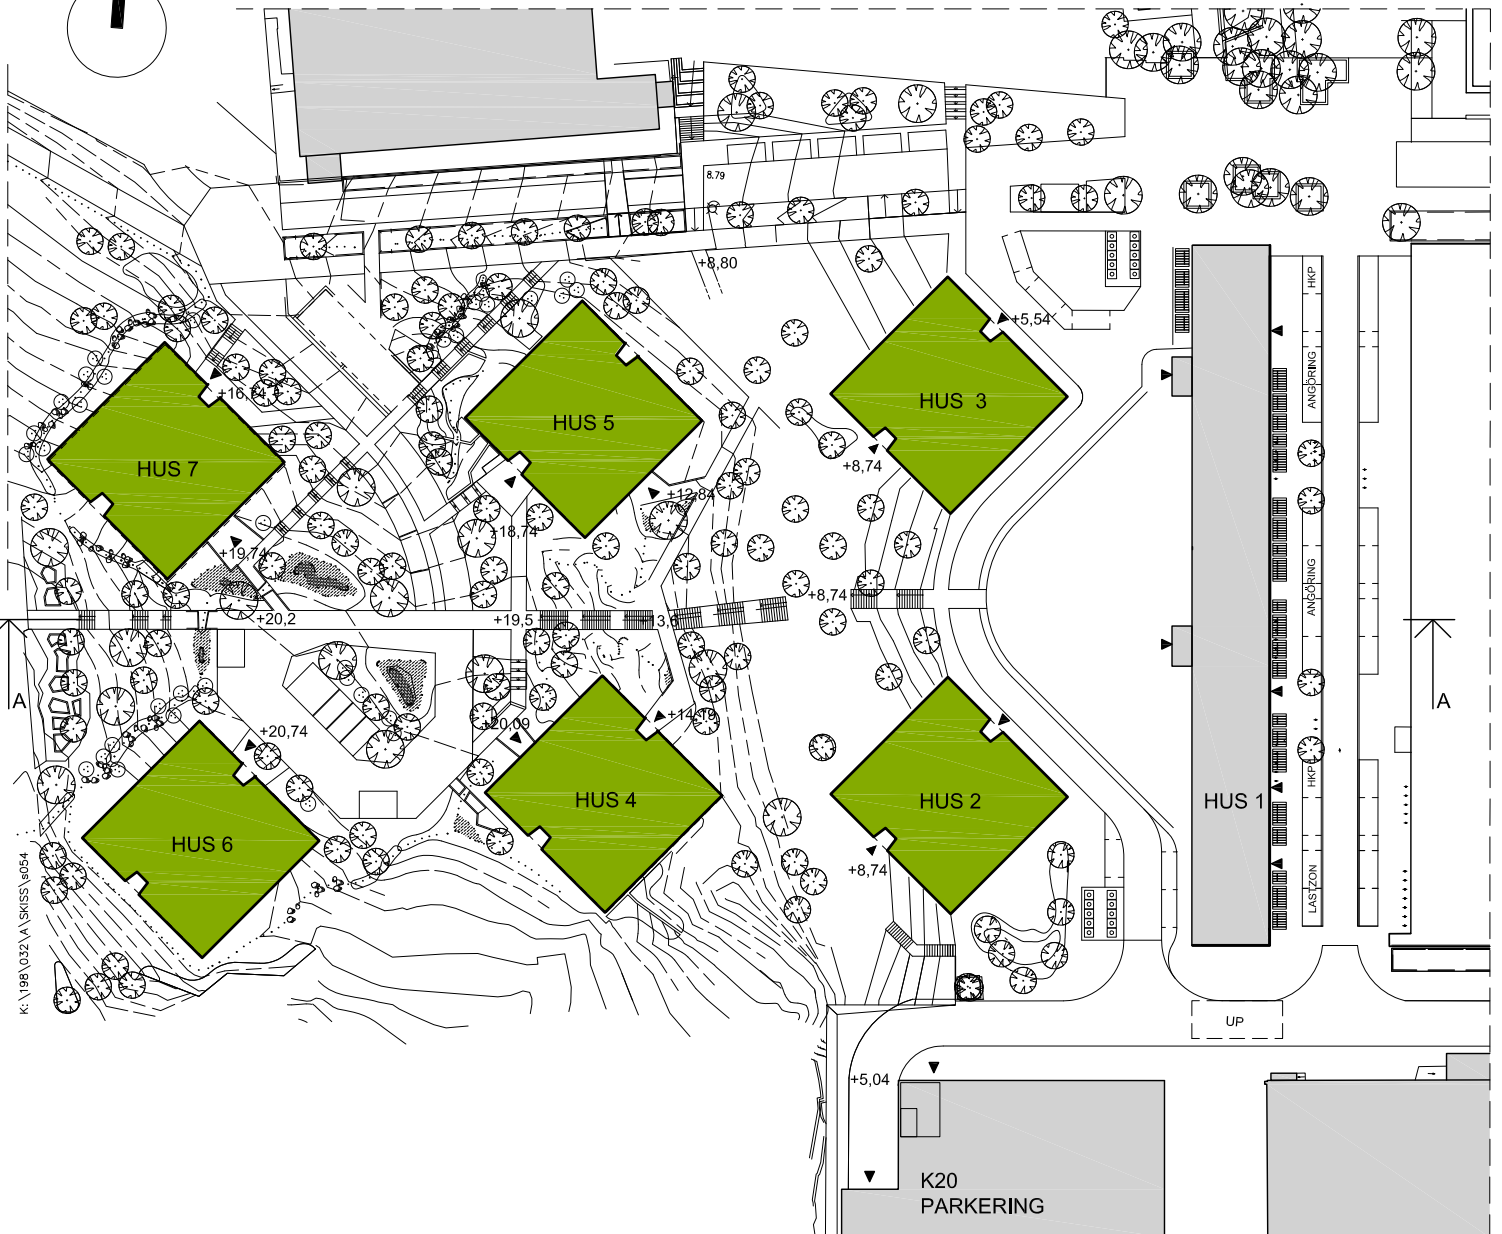 8.79
+8,80
HKP
+5,54
ANGÖRING
+16,74
HUS 3
HUS 5
HUS 7
+8,74
+12,84
+18,74
+19,74
ANGÖRING
+8,74
+20,2
+19,5
+13,6
A
A
+14,19
+20,09
+20,74
HKP
HUS 4
HUS 2
HUS 1
HUS 6
+8,74
LASTZON
K:\198\032\A\SKISS\s054
UP
+5,04
K20
PARKERING